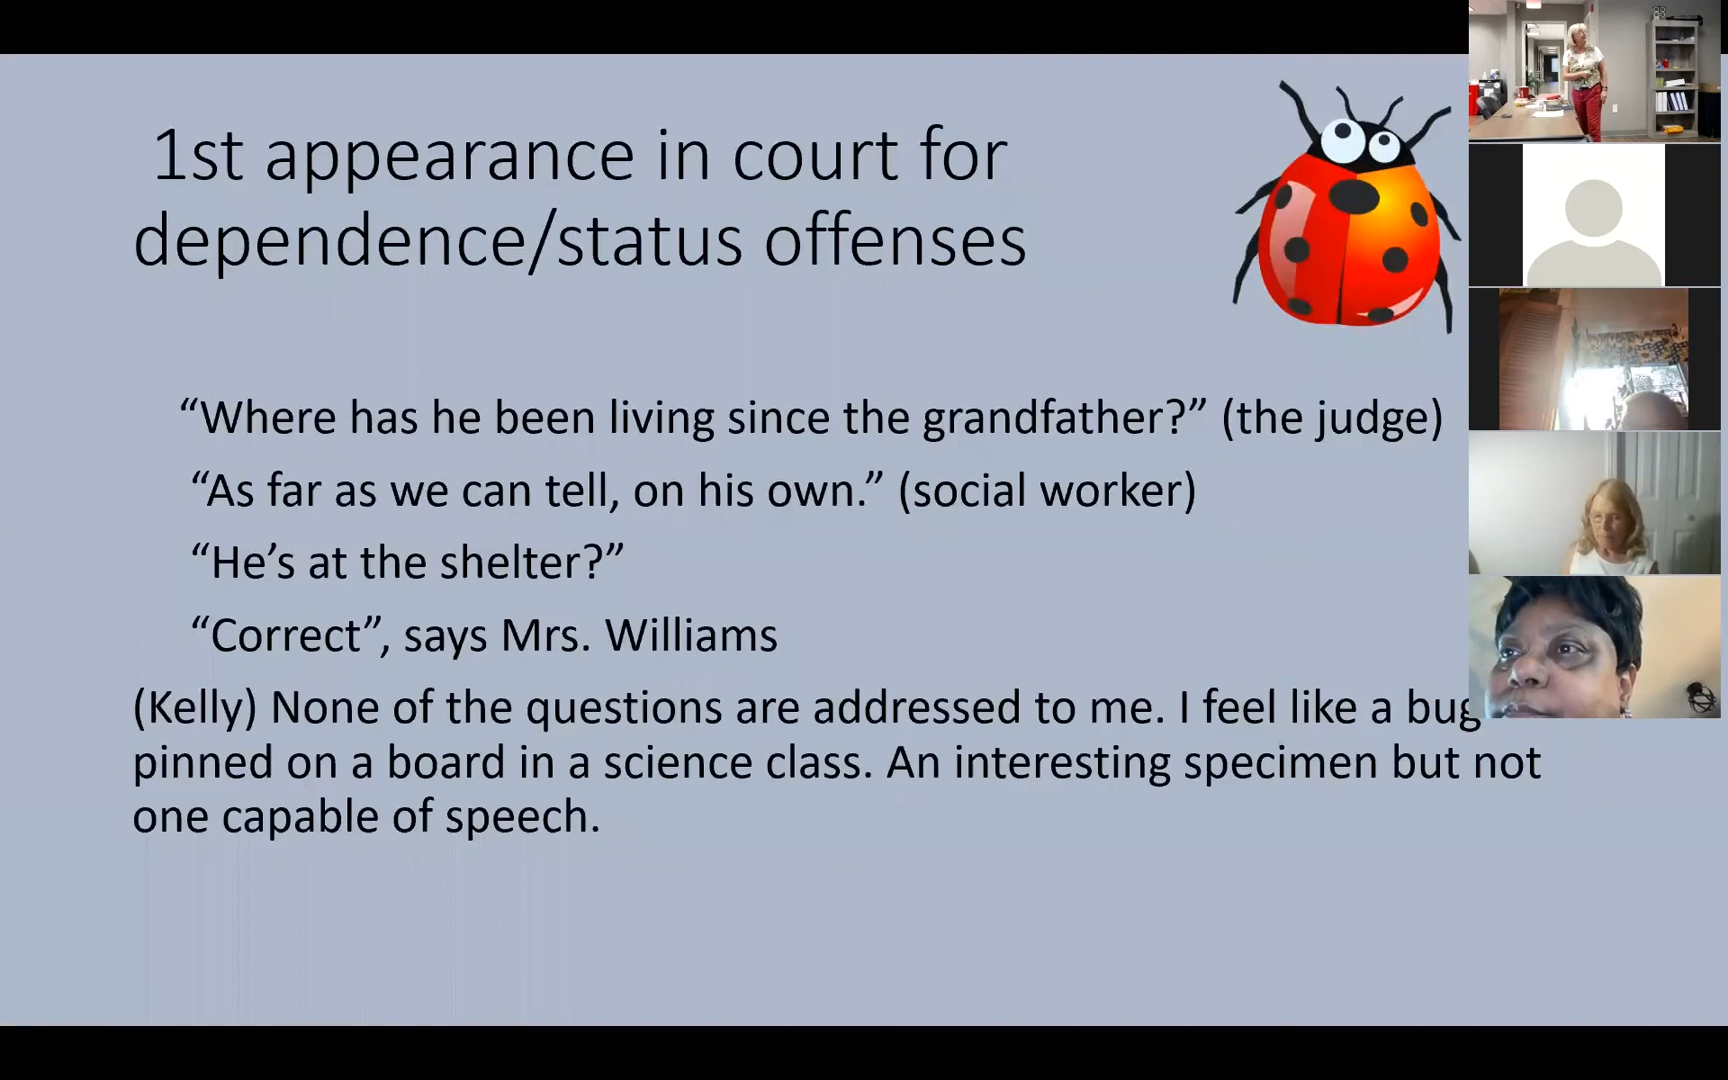 1st appearance in court for
dependence/status offenses
“Where has he been living since the grandfather?” (the judge)
“As far as we can tell, on his own.” (social worker)
“He’s at the shelter?”
“Correct”, says Mrs. Williams
(Kelly) None of the questions are addressed to me. I feel like a bug
pinned on a board in a science class. An interesting specimen but not
one capable of speech.